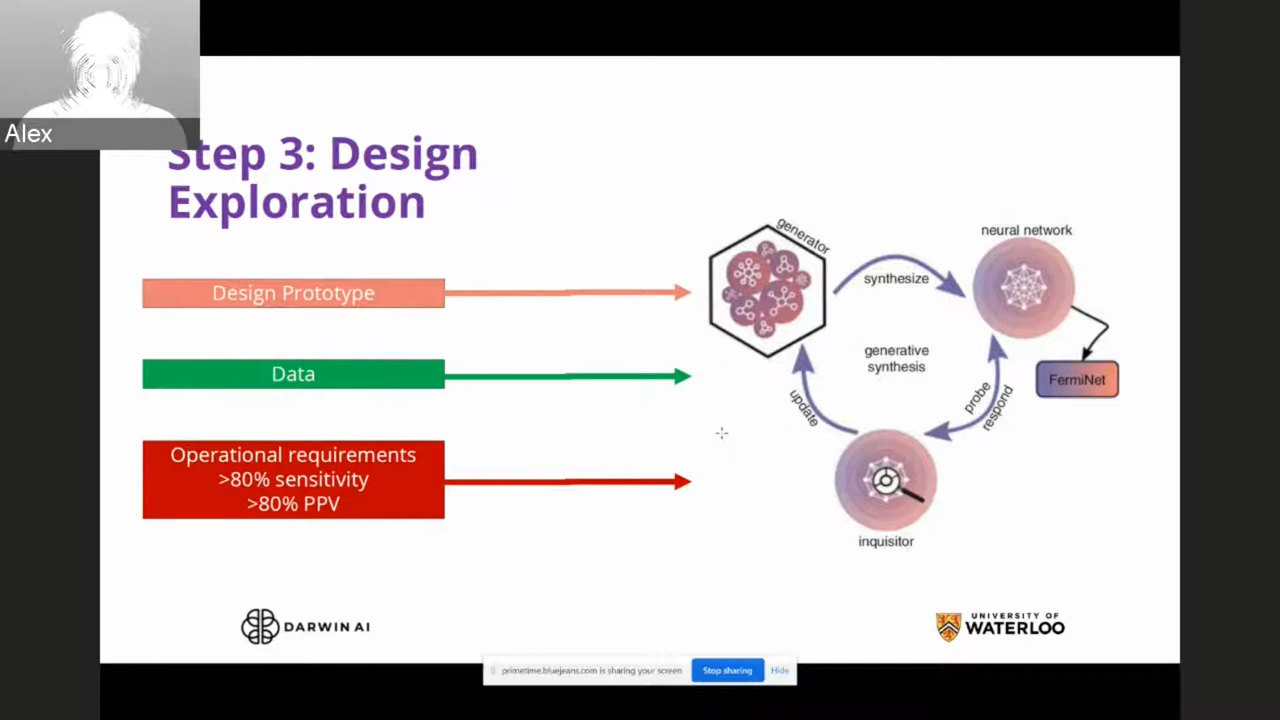 Alex
Step 3: Design
Exploration
Design Prototype
Data
Operational requirements
>80% sensitivity
>80% PPV
generator
synthesize
neural network
generative
synthesis
FermiNet
update
probe
respond
inquisitor
DARWIN AI
UNIVERSITY OF
WATERLOO
primetime.bluejeans.com is sharing your screen
Stop sharing
Hide